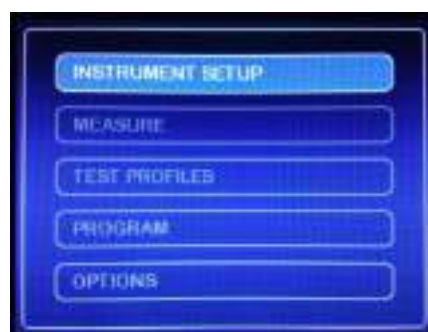 INSTRUMENT SETUP
MEASURE
TEST PROFILES
PROGRAM
OPTIONS